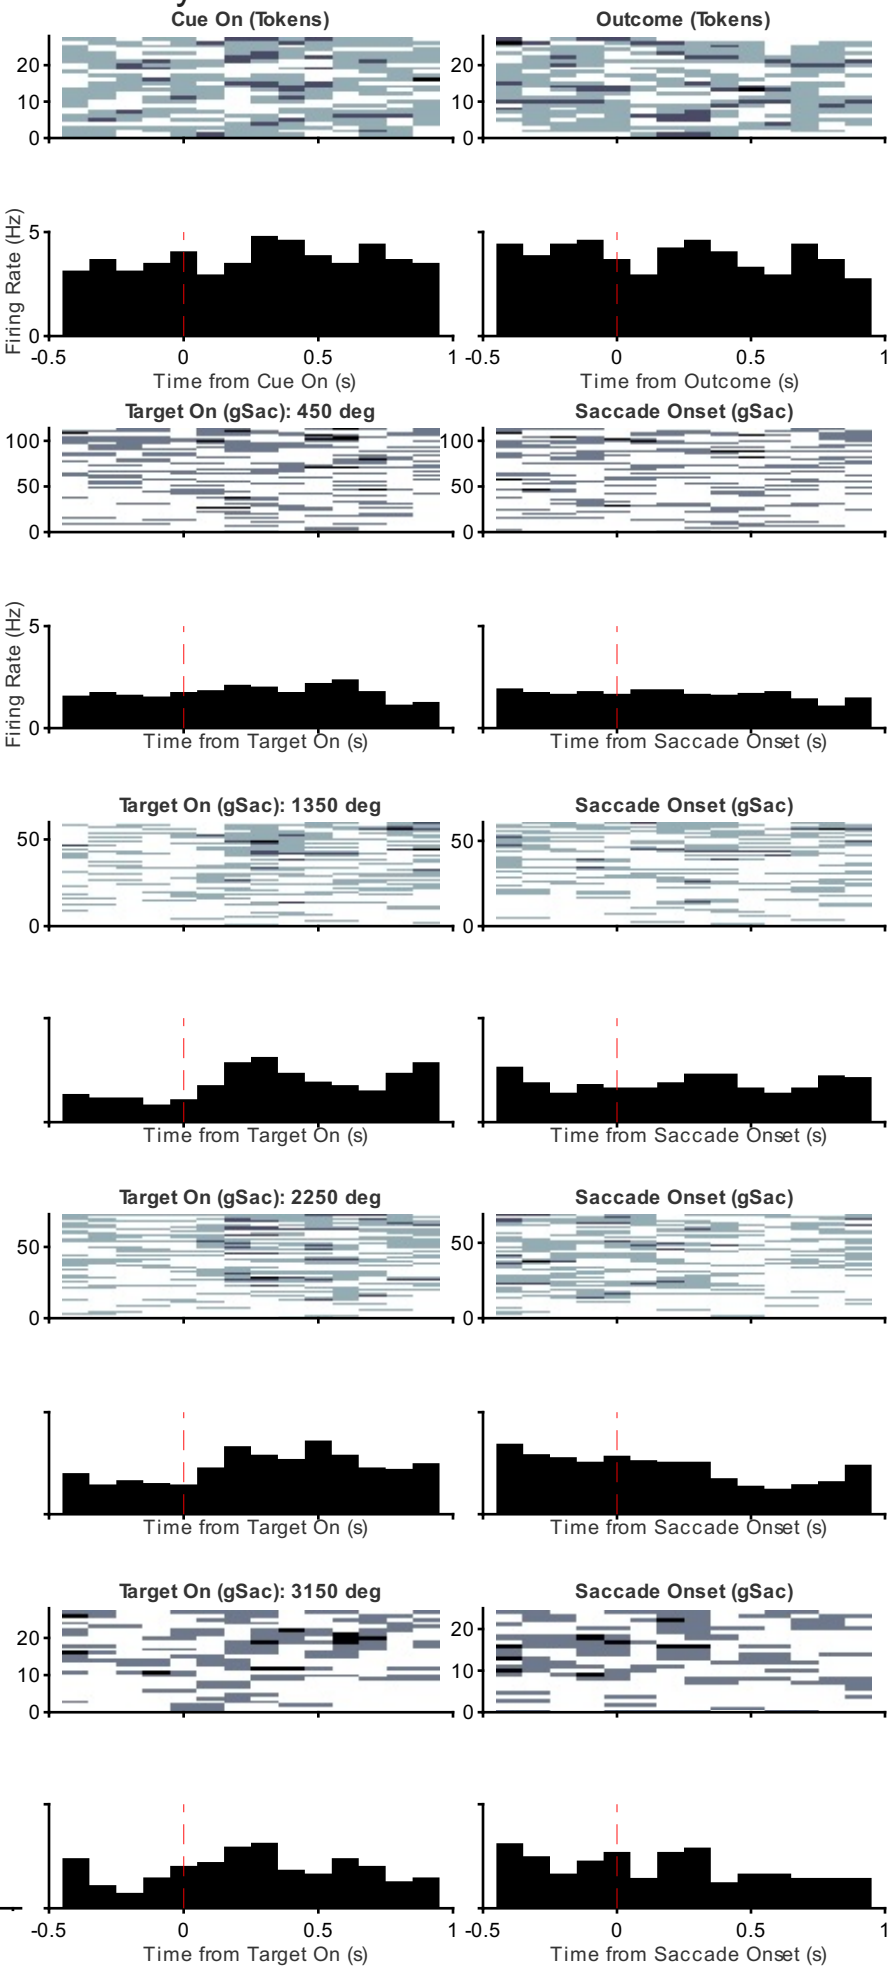 Cue On (Tokens)
Outcome (Tokens)
20
10
0
20
10
0
Firing Rate (Hz)
5
0
-0.5
0
0.5
1
-0.5
0
0.5
1
Time from Cue On (s)
Time from Outcome (s)
Target On (gSac): 450 deg
Saccade Onset (gSac)
100
50
0
100
50
0
Firing Rate (Hz)
5
0
Time from Target On (s)
Time from Saccade Onset (s)
Target On (gSac): 1350 deg
Saccade Onset (gSac)
50
0
50
0
Time from Target On (s)
Time from Saccade Onset (s)
Target On (gSac): 2250 deg
Saccade Onset (gSac)
50
0
50
0
Time from Target On (s)
Time from Saccade Onset (s)
Target On (gSac): 3150 deg
Saccade Onset (gSac)
20
10
0
20
10
0
-0.5
0
0.5
1
-0.5
0
0.5
1
Time from Target On (s)
Time from Saccade Onset (s)